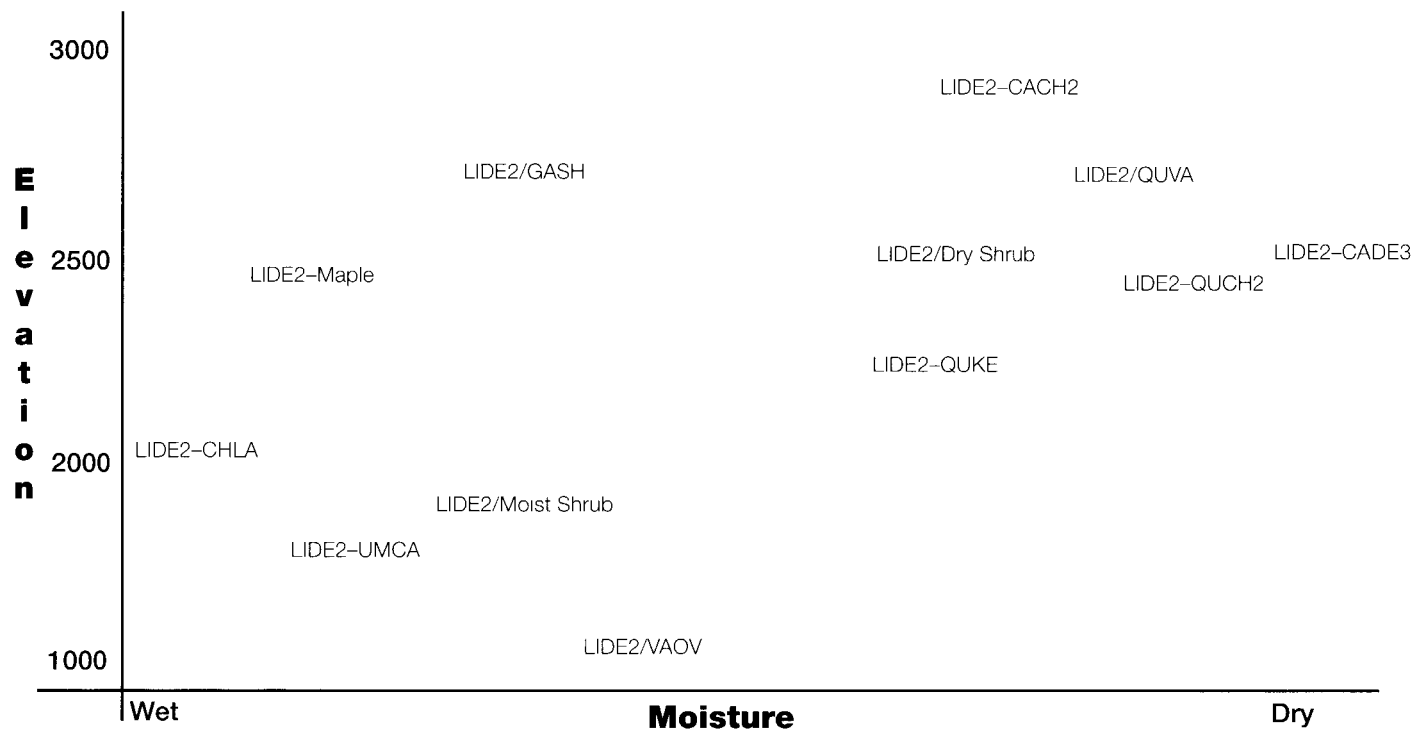 3000
LIDE2–CACH2
LIDE2/GASH
LIDE2/QUVA
Elevation
2500
LIDE2/Dry Shrub
LIDE2–CADE3
LIDE2–Maple
LIDE2–QUCH2
LIDE2–QUKE
LIDE2–CHLA
2000
LIDE2/Moist Shrub
LIDE2–UMCA
LIDE2/VAOV
1000
Wet
Moisture
Dry